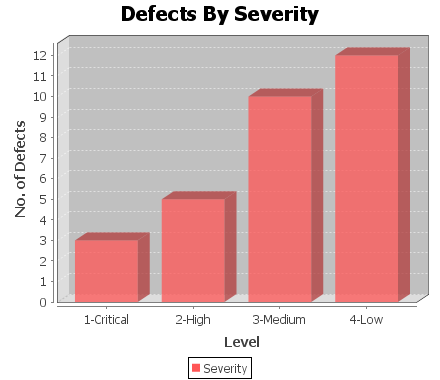 Defects By Severity
No. of Defects
12
11
10
9
8
7
6
5
4
3
2
1
0
1-Critical 2-High 3-Medium 4-Low
Level
Severity